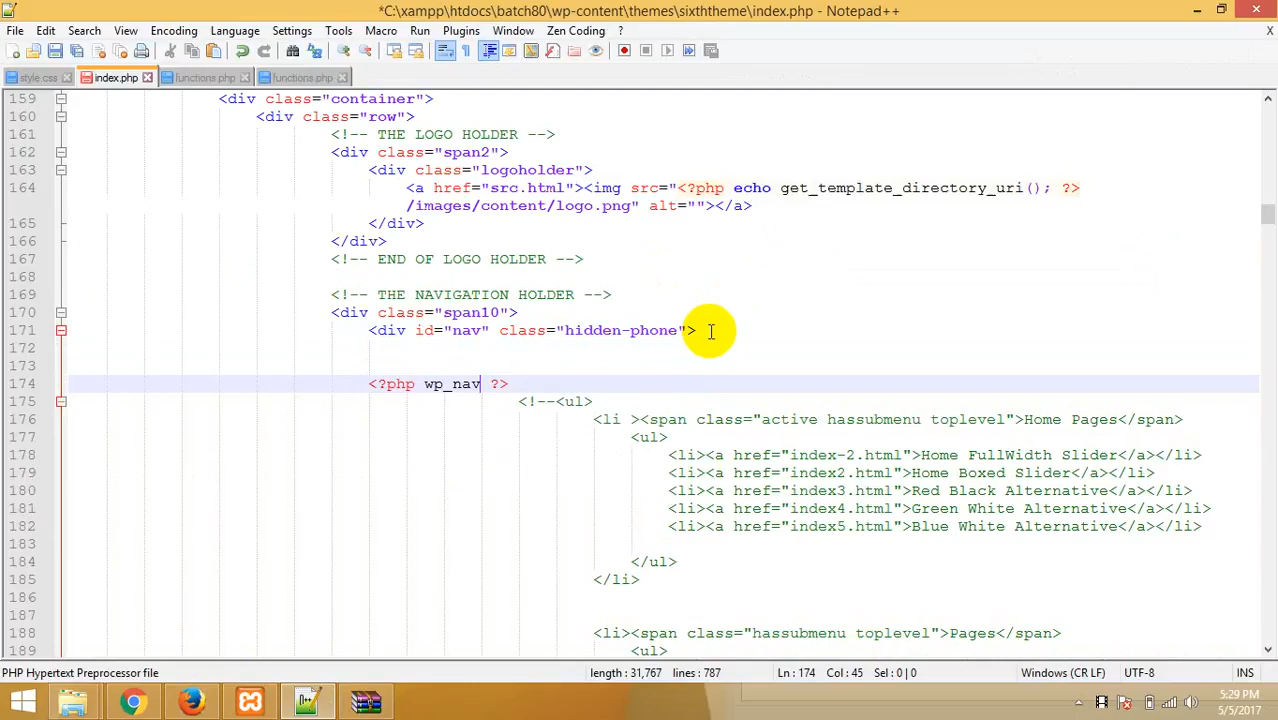 *C:\xampp\htdocs\batch80\wp-content\themes\sixththeme\index.php - Notepad++
File Edit Search View Encoding Language Settings Tools Macro Run Plugins Window Zen Coding ? X
style.css index.php functions.php functions.php
159 <div class="container">
160 <div class="row">
161 <!-- THE LOGO HOLDER -->
162 <div class="span2">
163 <div class="logoholder">
164 <a href="src.html"><img src="<?php echo get_template_directory_uri(); ?>
/images/content/logo.png" alt=""></a>
165 </div>
166 </div>
167 <!-- END OF LOGO HOLDER -->
168
169 <!-- THE NAVIGATION HOLDER -->
170 <div class="span10">
171 <div id="nav" class="hidden-phone">
172
173
174 <?php wp_nav ?>
175 <!--<ul>
176 <li ><span class="active hassubmenu toplevel">Home Pages</span>
177 <ul>
178 <li><a href="index-2.html">Home FullWidth Slider</a></li>
179 <li><a href="index2.html">Home Boxed Slider</a></li>
180 <li><a href="index3.html">Red Black Alternative</a></li>
181 <li><a href="index4.html">Green White Alternative</a></li>
182 <li><a href="index5.html">Blue White Alternative</a></li>
183
184 </ul>
185 </li>
186
187
188 <li><span class="hassubmenu toplevel">Pages</span>
189 <ul>
PHP Hypertext Preprocessor file length : 31,767 lines : 787 Ln : 174 Col : 45 Sel : 0 | 0 Windows (CR LF) UTF-8 INS
5:29 PM
5/5/2017